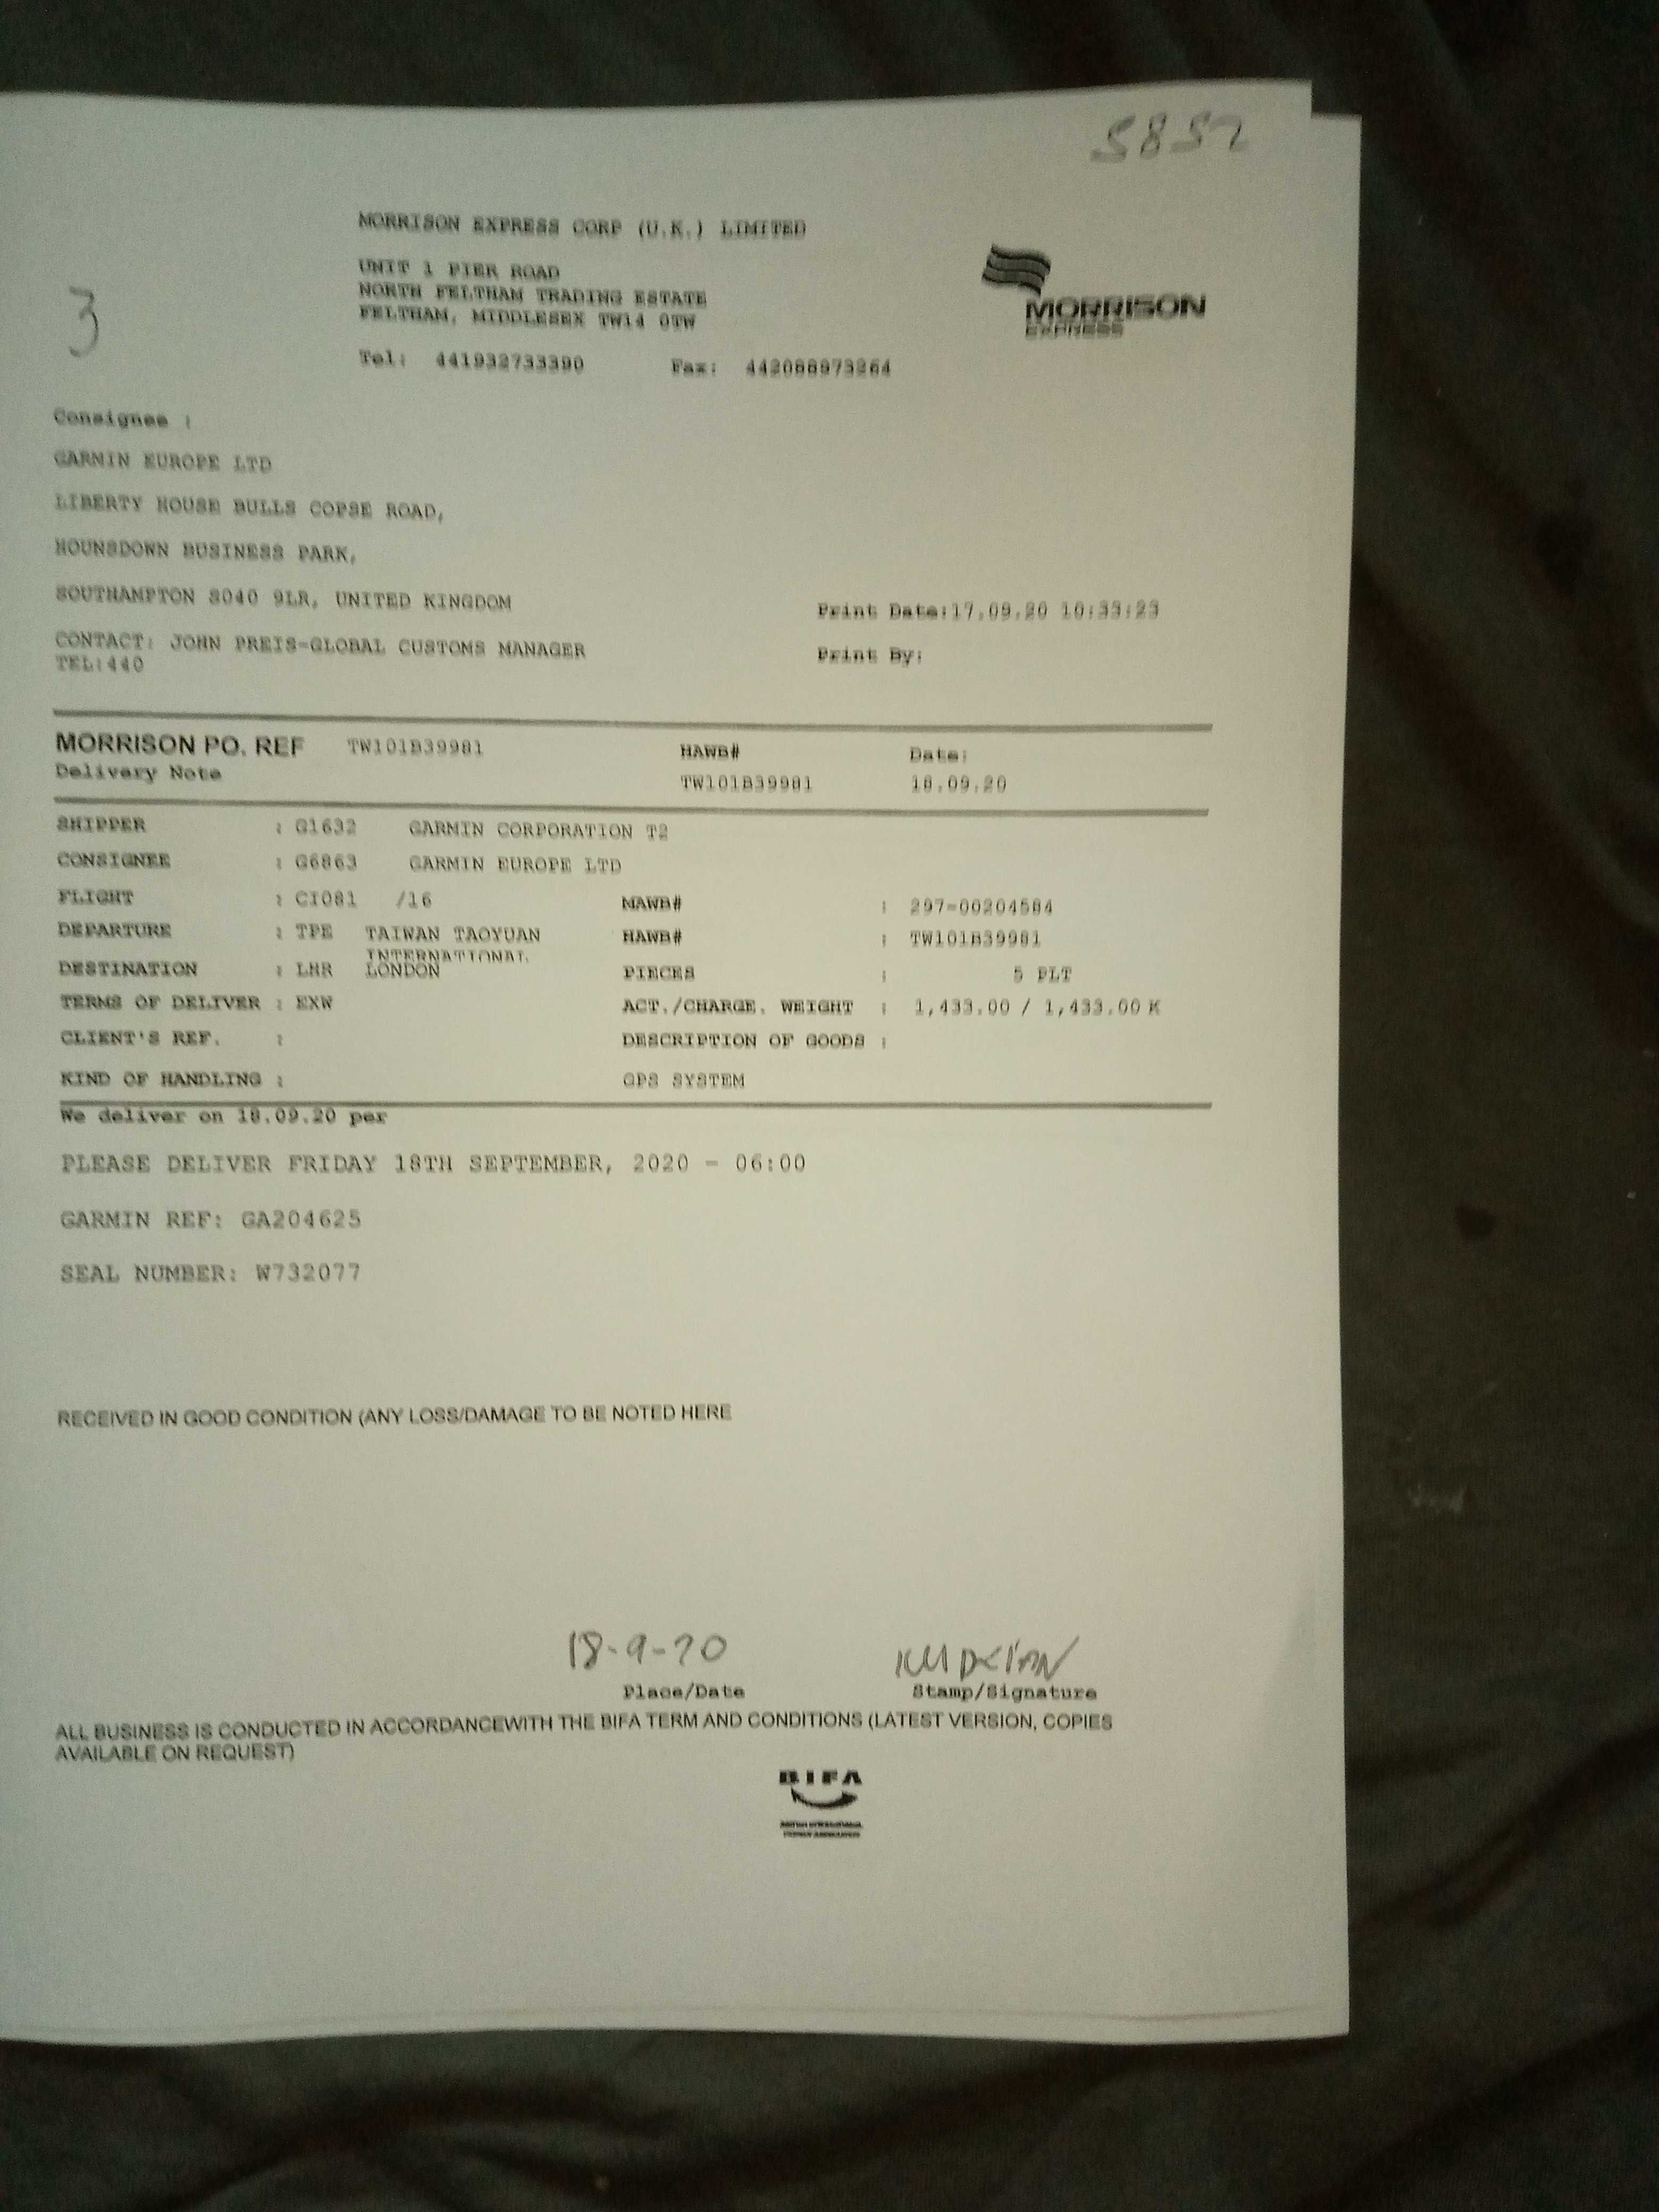 5852
MORRISON EXPRESS CORP (U.K.) LIMITED
UNIT 1 PIER ROAD
NORTH FELTHAM TRADING ESTATE
FELTHAM, MIDDLESEX TW14 0TW
MORRISON
EXPRESS
3
Tel: 441932733390 Fax: 442088973264
Consignee :
GARMIN EUROPE LTD
LIBERTY HOUSE BULLS COPSE ROAD,
HOUNSDOWN BUSINESS PARK,
SOUTHAMPTON SO40 9LR, UNITED KINGDOM
Print Date:17.09.20 10:33:23
CONTACT: JOHN PREIS-GLOBAL CUSTOMS MANAGER
TEL:440
Print By:
MORRISON PO. REF TW101B39981 HAWB# Date:
Delivery Note TW101B39981 18.09.20
SHIPPER : G1632 GARMIN CORPORATION T2
CONSIGNEE : G6863 GARMIN EUROPE LTD
FLIGHT : CI081 /16 MAWB# : 297-00204584
DEPARTURE : TPE TAIWAN TAOYUAN HAWB# : TW101B39981
INTERNATIONAL
DESTINATION : LHR LONDON PIECES : 5 PLT
TERMS OF DELIVER : EXW ACT./CHARGE. WEIGHT : 1,433.00 / 1,433.00 K
CLIENT'S REF. : DESCRIPTION OF GOODS :
KIND OF HANDLING : GPS SYSTEM
We deliver on 18.09.20 per
PLEASE DELIVER FRIDAY 18TH SEPTEMBER, 2020 - 06:00
GARMIN REF: GA204625
SEAL NUMBER: W732077
RECEIVED IN GOOD CONDITION (ANY LOSS/DAMAGE TO BE NOTED HERE
18-9-20
Place/Date Stamp/Signature
ALL BUSINESS IS CONDUCTED IN ACCORDANCEWITH THE BIFA TERM AND CONDITIONS (LATEST VERSION, COPIES
AVAILABLE ON REQUEST)
BIFA